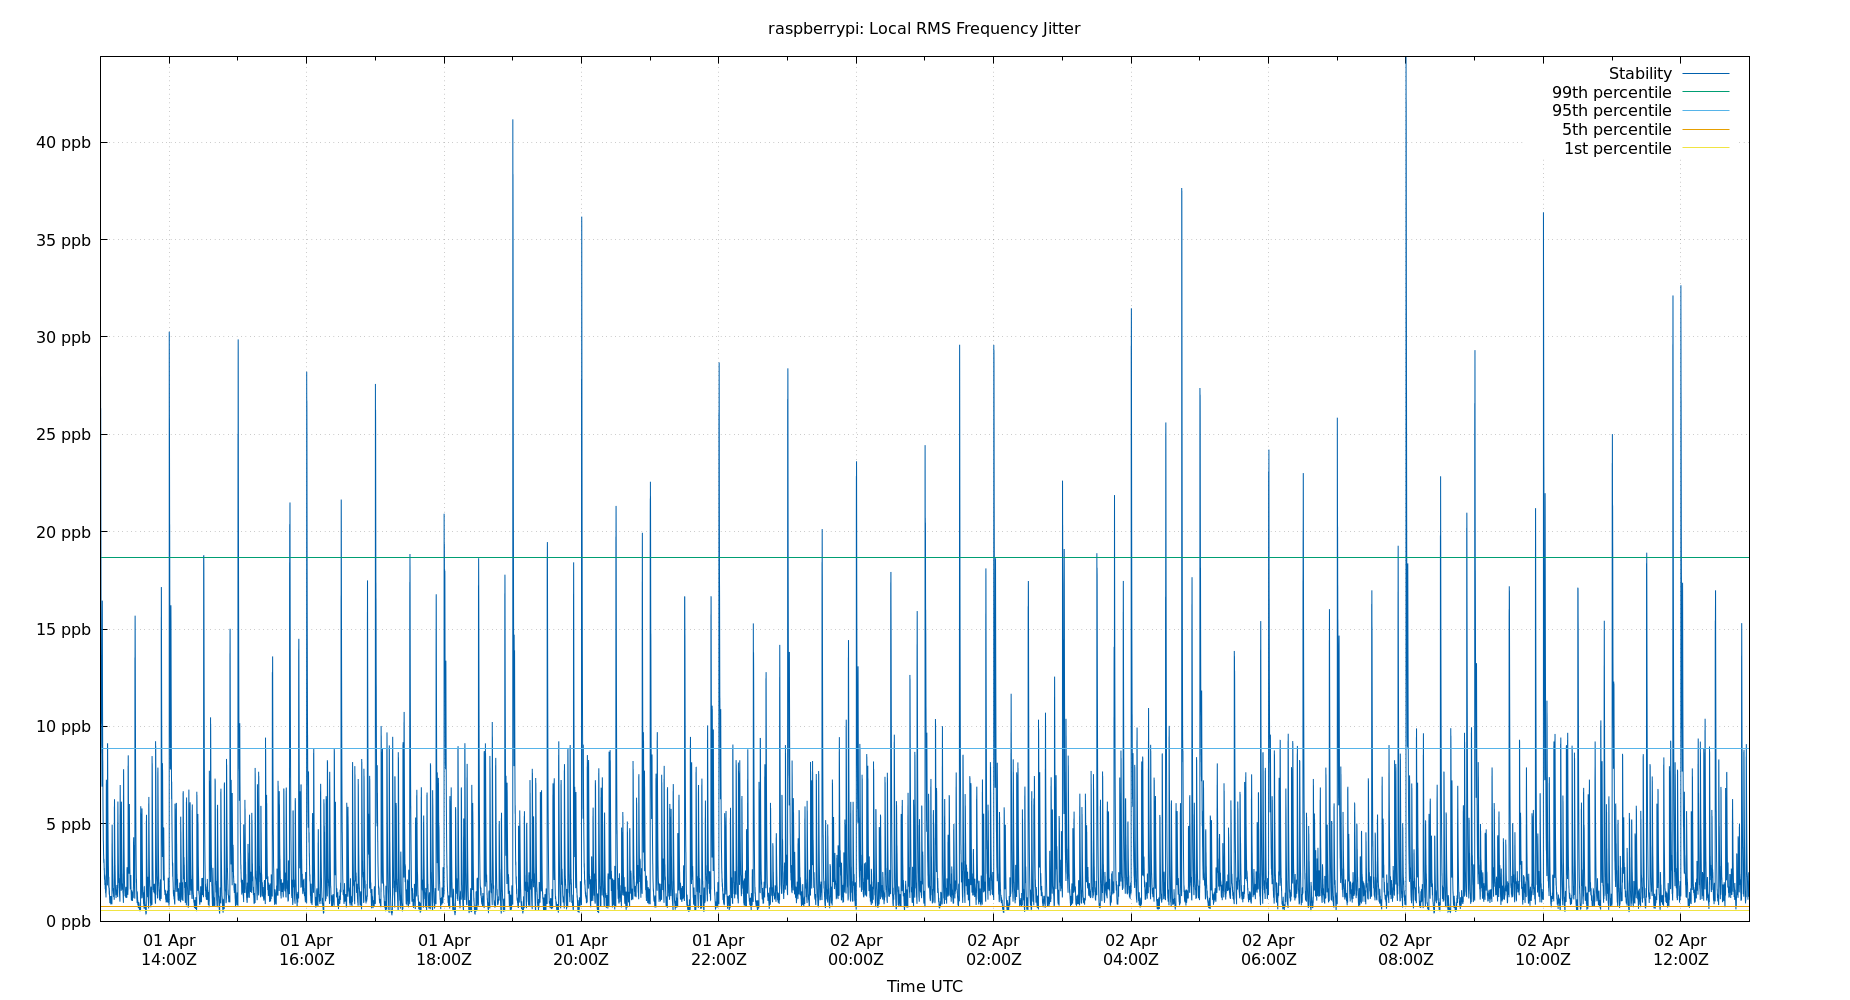 raspberrypi: Local RMS Frequency Jitter
Stability
99th percentile
95th percentile
5th percentile
1st percentile
40 ppb
35 ppb
30 ppb
25 ppb
20 ppb
15 ppb
10 ppb
5 ppb
0 ppb
01 Apr 01 Apr 01 Apr 01 Apr 01 Apr 02 Apr 02 Apr 02 Apr 02 Apr 02 Apr 02 Apr 02 Apr
14:00Z 16:00Z 18:00Z 20:00Z 22:00Z 00:00Z 02:00Z 04:00Z 06:00Z 08:00Z 10:00Z 12:00Z
Time UTC